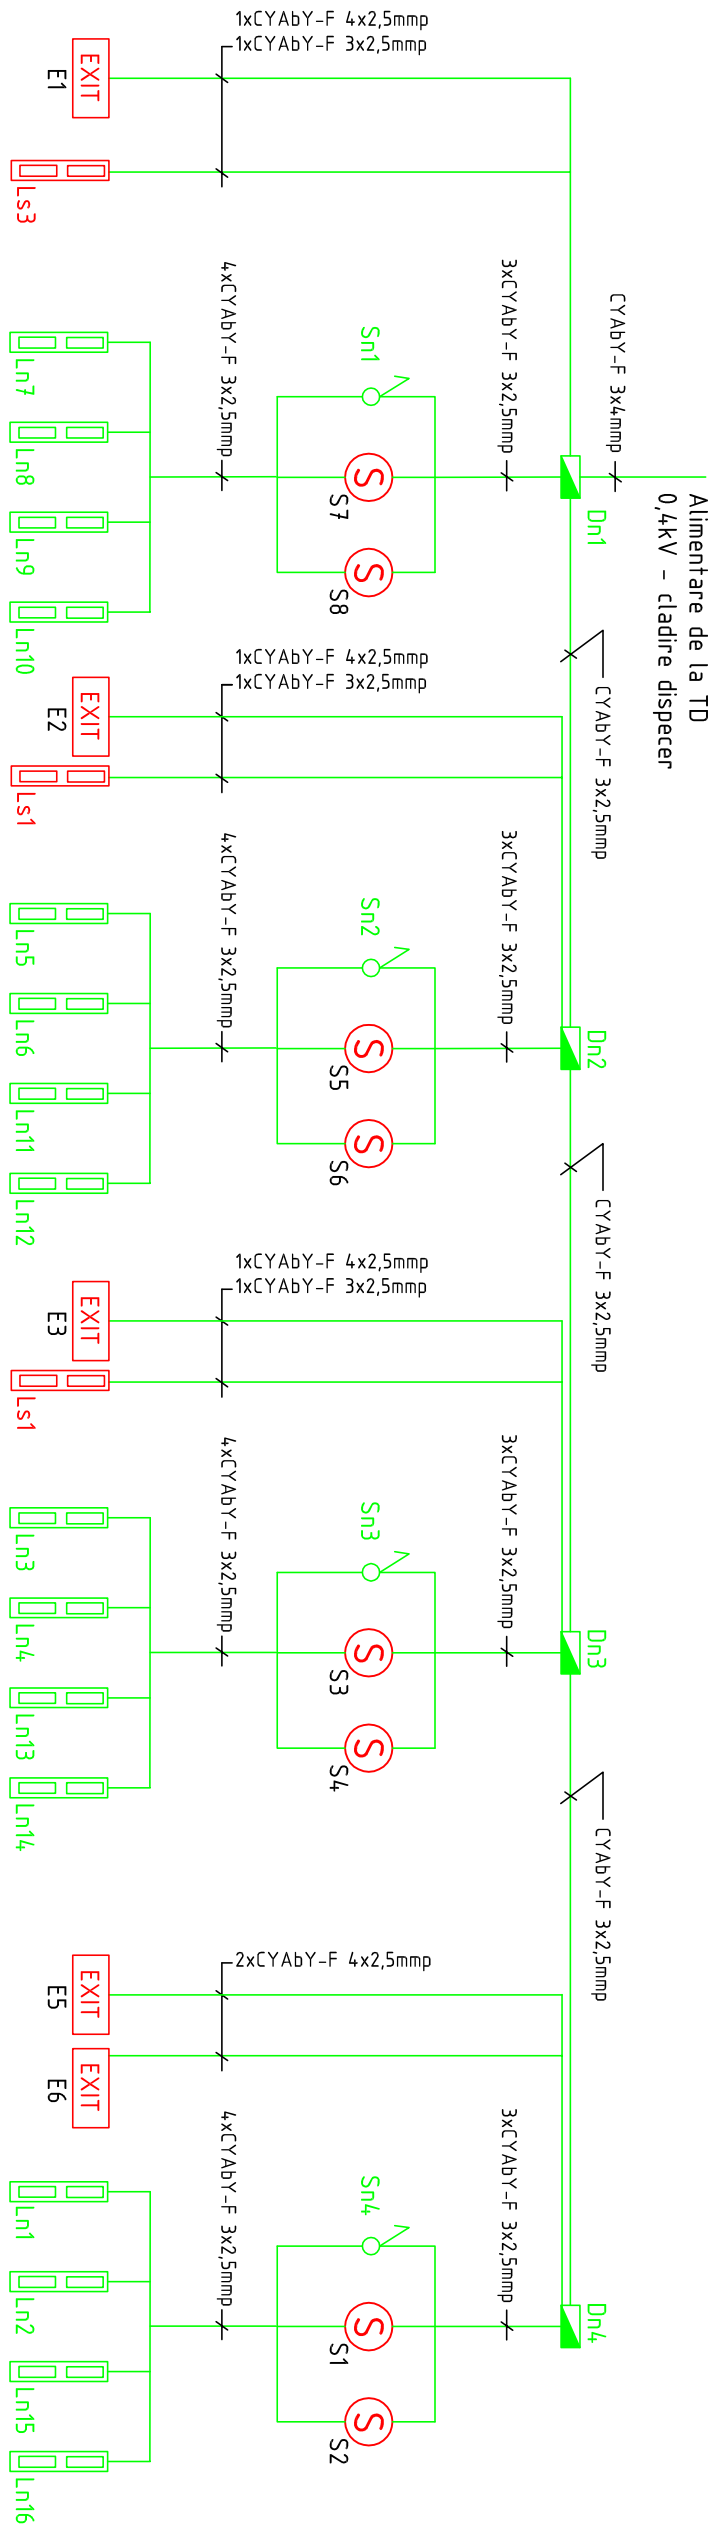 Alimentare de la TD
0,4kV - cladire dispecer
CYAbY-F 3x4mmp
Dn1
1xCYAbY-F 4x2,5mmp
1xCYAbY-F 3x2,5mmp
EXIT
E1
Ls3
3xCYAbY-F 3x2,5mmp
Sn1
S7
S8
4xCYAbY-F 3x2,5mmp
Ln7
Ln8
Ln9
Ln10
CYAbY-F 3x2,5mmp
Dn2
1xCYAbY-F 4x2,5mmp
1xCYAbY-F 3x2,5mmp
EXIT
E2
Ls1
3xCYAbY-F 3x2,5mmp
Sn2
S5
S6
4xCYAbY-F 3x2,5mmp
Ln5
Ln6
Ln11
Ln12
CYAbY-F 3x2,5mmp
Dn3
1xCYAbY-F 4x2,5mmp
1xCYAbY-F 3x2,5mmp
EXIT
E3
Ls1
3xCYAbY-F 3x2,5mmp
Sn3
S3
S4
4xCYAbY-F 3x2,5mmp
Ln3
Ln4
Ln13
Ln14
CYAbY-F 3x2,5mmp
Dn4
2xCYAbY-F 4x2,5mmp
EXIT
E5
EXIT
E6
3xCYAbY-F 3x2,5mmp
Sn4
S1
S2
4xCYAbY-F 3x2,5mmp
Ln1
Ln2
Ln15
Ln16
S
S
S
S
S
S
S
S